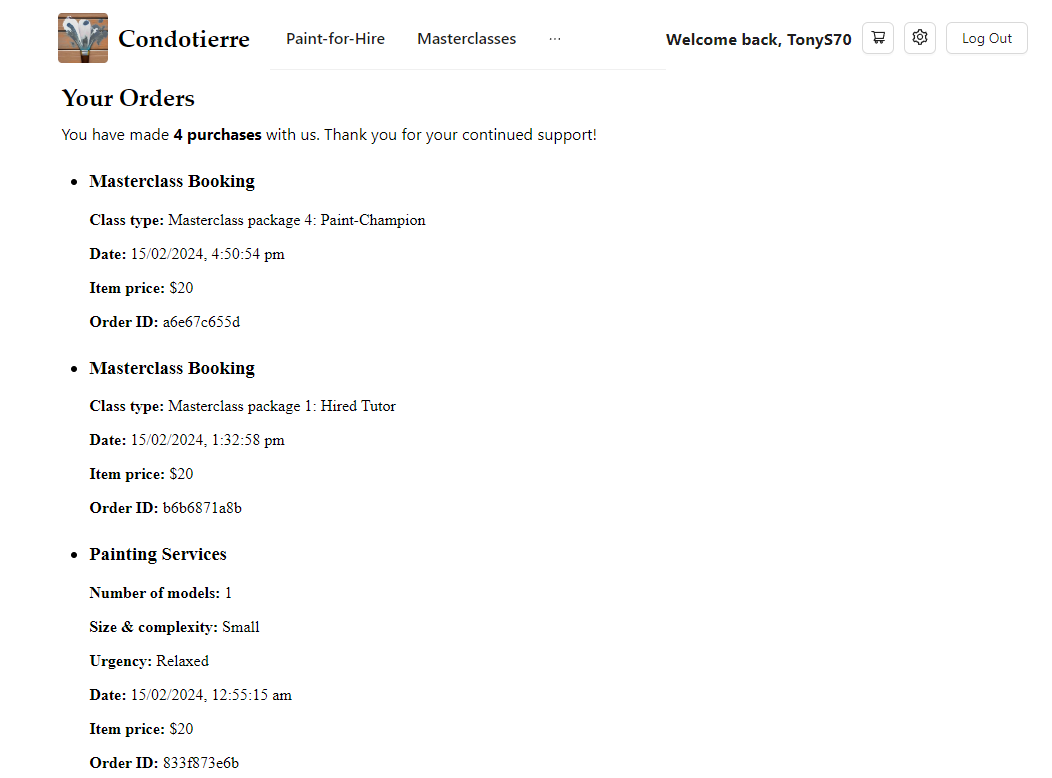 Condotierre
Paint-for-Hire
Masterclasses
···
Welcome back, TonyS70
Log Out
Your Orders
You have made 4 purchases with us. Thank you for your continued support!
• Masterclass Booking
Class type: Masterclass package 4: Paint-Champion
Date: 15/02/2024, 4:50:54 pm
Item price: $20
Order ID: a6e67c655d
• Masterclass Booking
Class type: Masterclass package 1: Hired Tutor
Date: 15/02/2024, 1:32:58 pm
Item price: $20
Order ID: b6b6871a8b
• Painting Services
Number of models: 1
Size & complexity: Small
Urgency: Relaxed
Date: 15/02/2024, 12:55:15 am
Item price: $20
Order ID: 833f873e6b